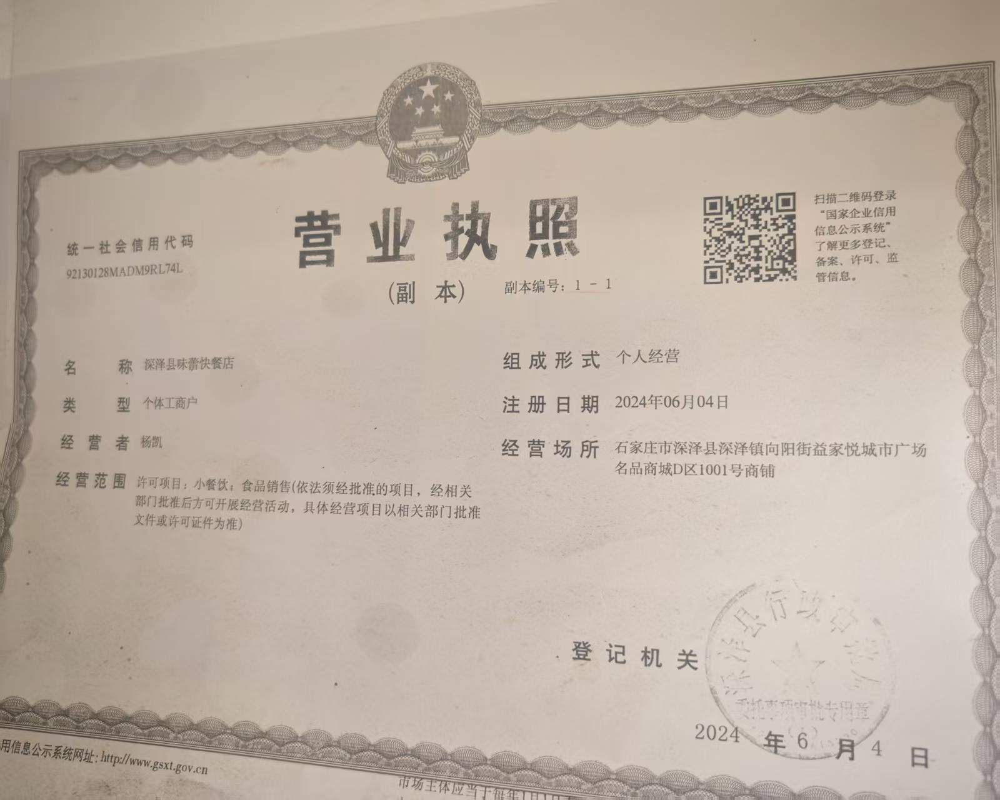 统一社会信用代码
92130128MADM9RL74L
营业执照
(副 本)
副本编号：1 - 1
扫描二维码登录
“国家企业信用
信息公示系统”
了解更多登记、
备案、许可、监
管信息。
名 称 深泽县味蕾快餐店
类 型 个体工商户
经营者 杨凯
经营范围 许可项目：小餐饮；食品销售(依法须经批准的项目，经相关
部门批准后方可开展经营活动，具体经营项目以相关部门批准
文件或许可证件为准)
组成形式 个人经营
注册日期 2024年06月04日
经营场所 石家庄市深泽县深泽镇向阳街益家悦城市广场
名品商城D区1001号商铺
登记机关
深泽县行政审批局
专用章
2024 年 6 月 4 日
用信息公示系统网址：http://www.gsxt.gov.cn
市场主体应当于每年1月1日